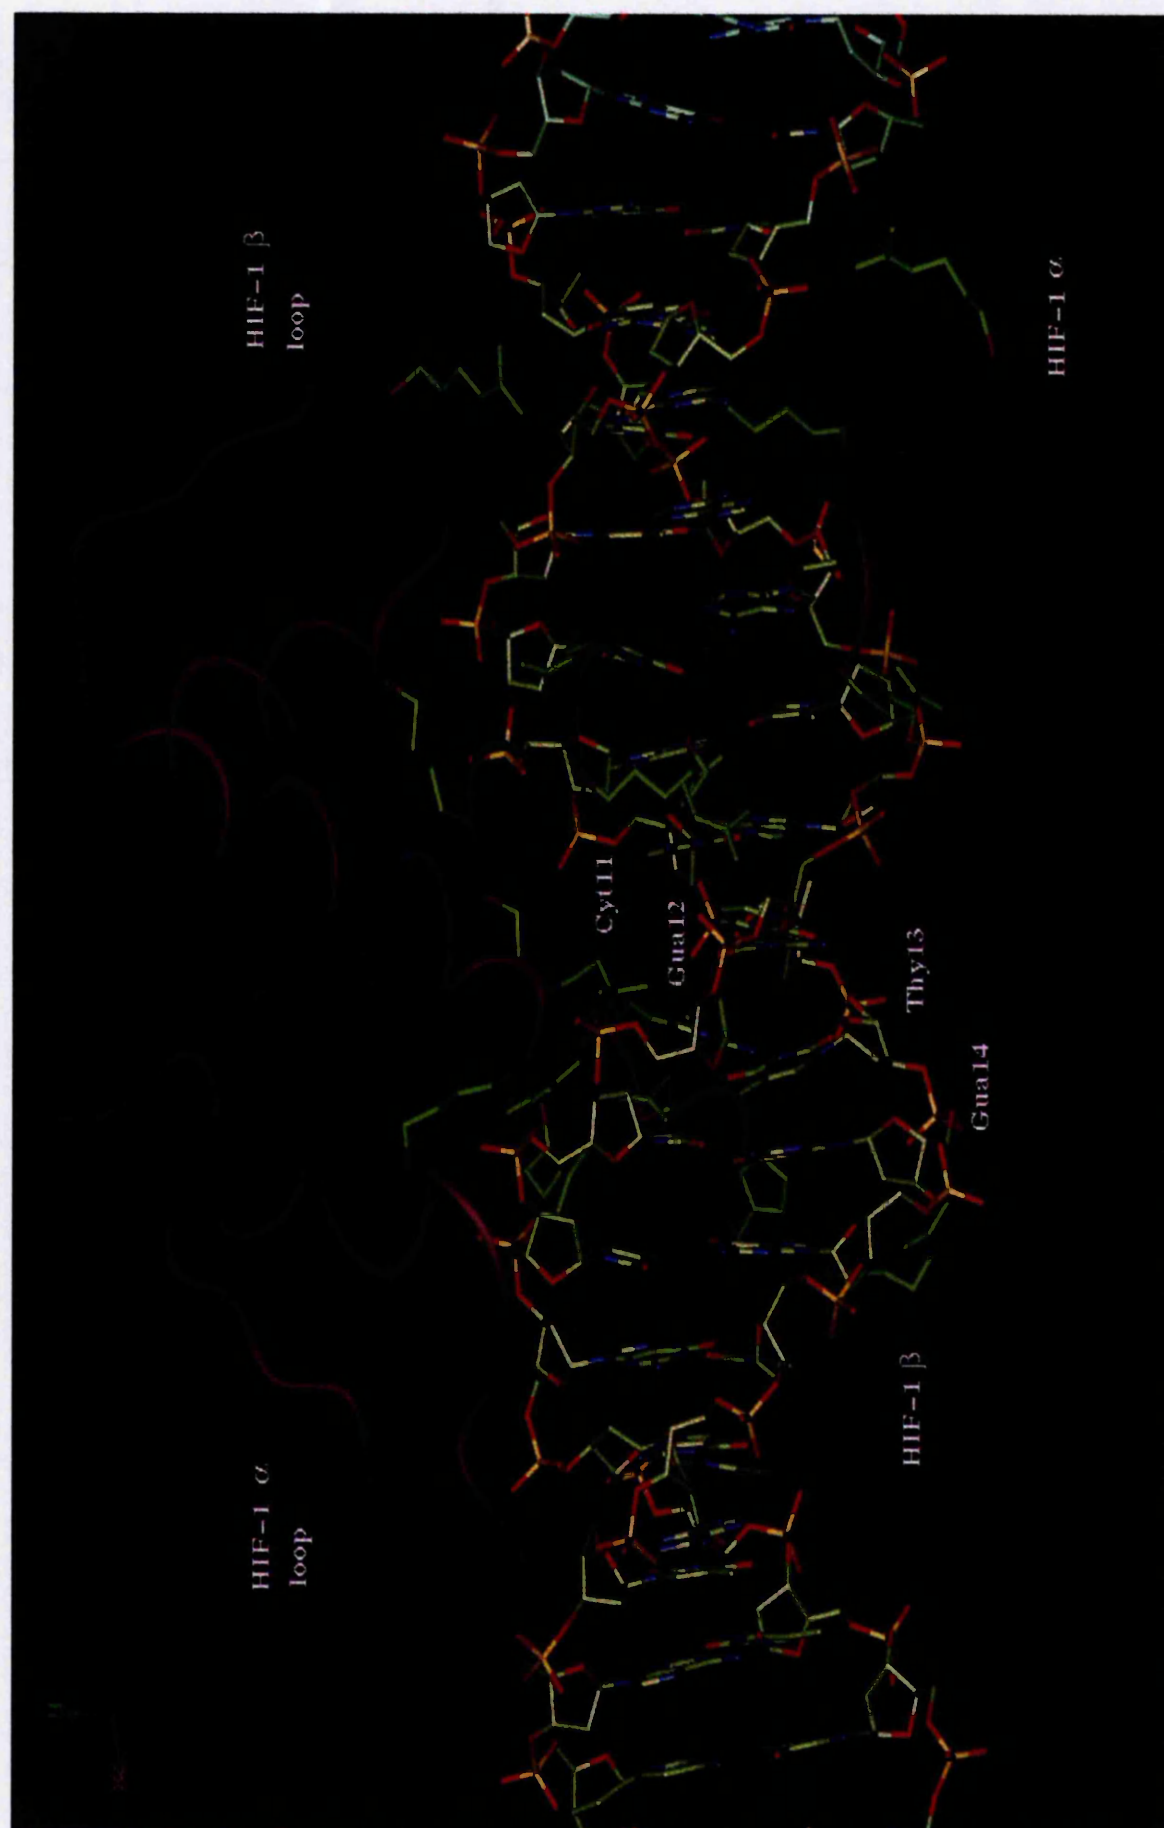 HIF-1 β
loop
HIF-1 α
Cyt11
Gua12
Thy13
Gua14
HIF-1 α
loop
HIF-1 β